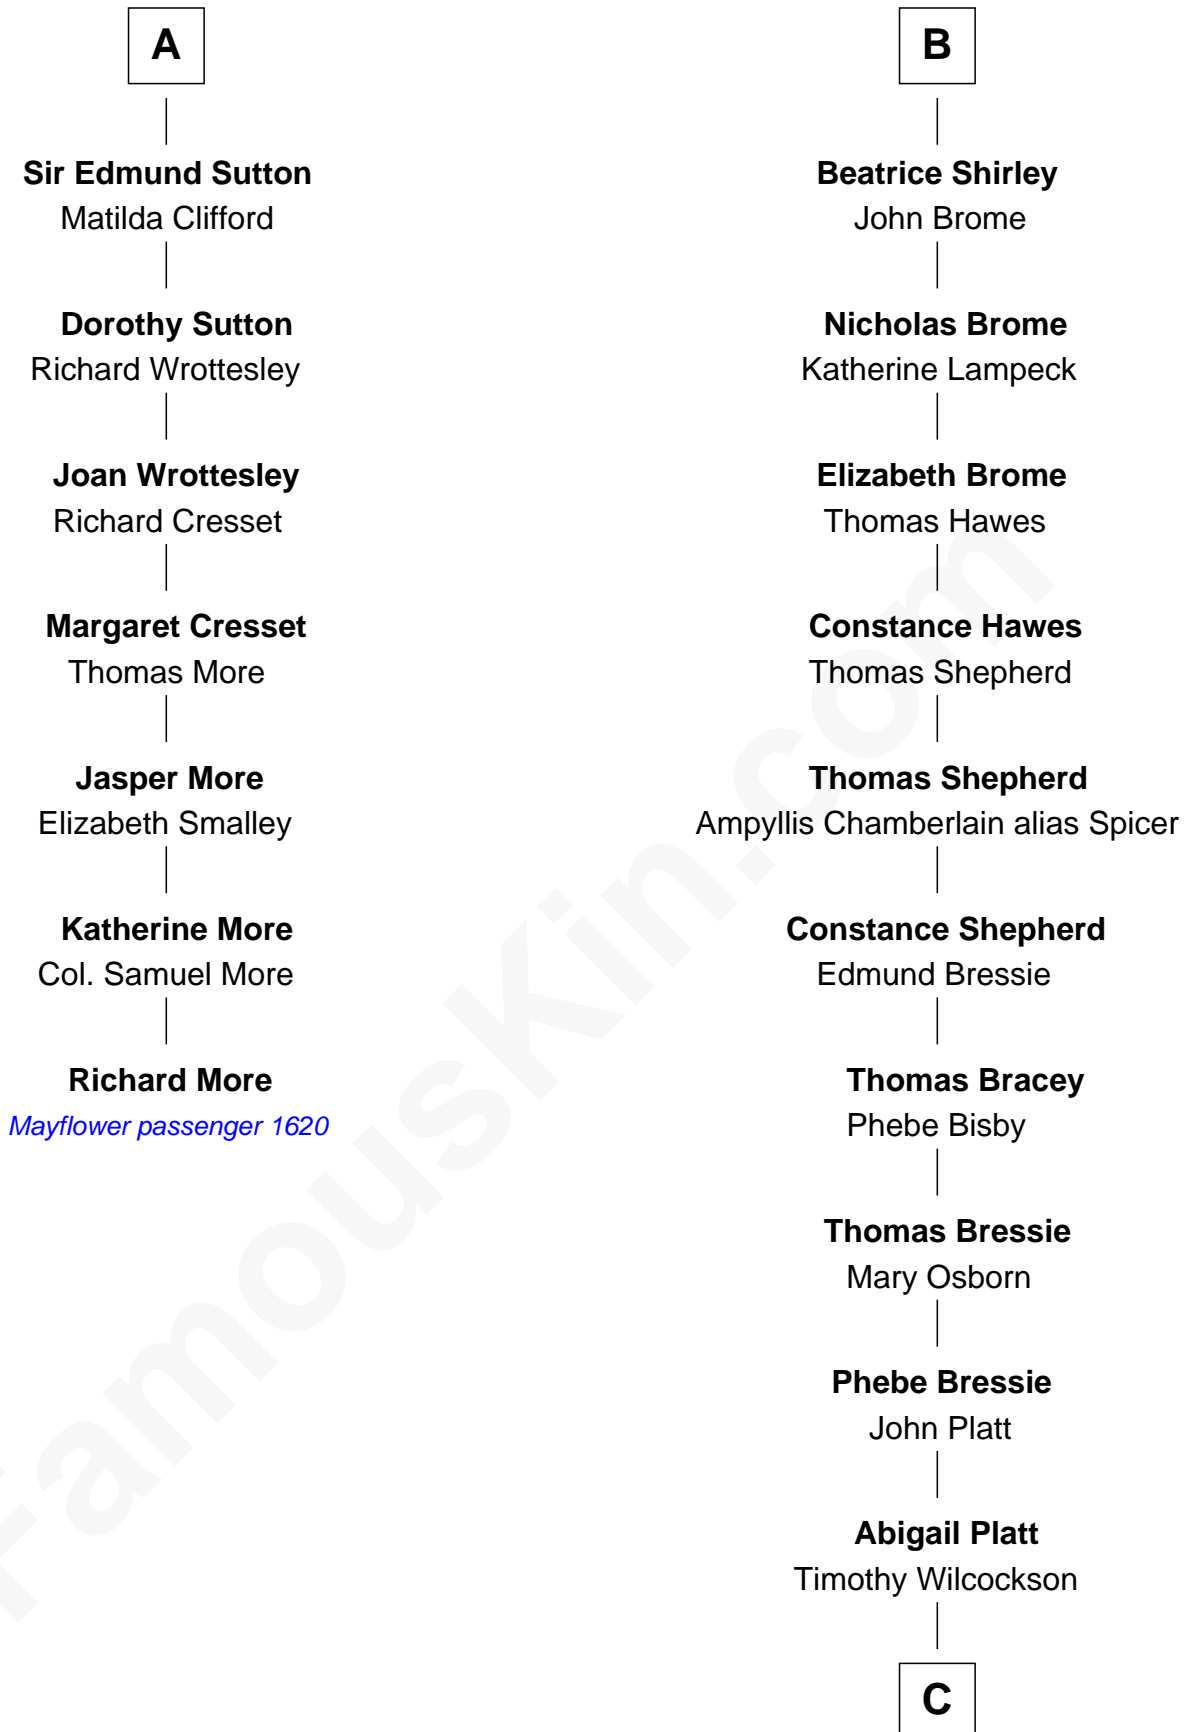 A
Sir Edmund Sutton
Matilda Clifford
Dorothy Sutton
Richard Wrottesley
Joan Wrottesley
Richard Cresset
Margaret Cresset
Thomas More
Jasper More
Elizabeth Smalley
Katherine More
Col. Samuel More
Richard More
Mayflower passenger 1620
B
Beatrice Shirley
John Brome
Nicholas Brome
Katherine Lampeck
Elizabeth Brome
Thomas Hawes
Constance Hawes
Thomas Shepherd
Thomas Shepherd
Ampyllis Chamberlain alias Spicer
Constance Shepherd
Edmund Bressie
Thomas Bracey
Phebe Bisby
Thomas Bressie
Mary Osborn
Phebe Bressie
John Platt
Abigail Platt
Timothy Wilcockson
C
FamousKin.com